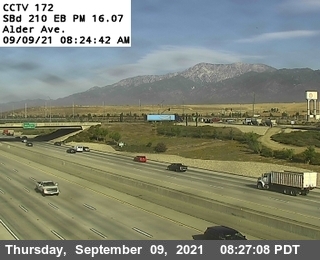 CCTV 172
SBd 210 EB PM 16.07
Alder Ave.
09/09/21 08:24:42 AM
Thursday, September 09, 2021 08:27:08 PDT